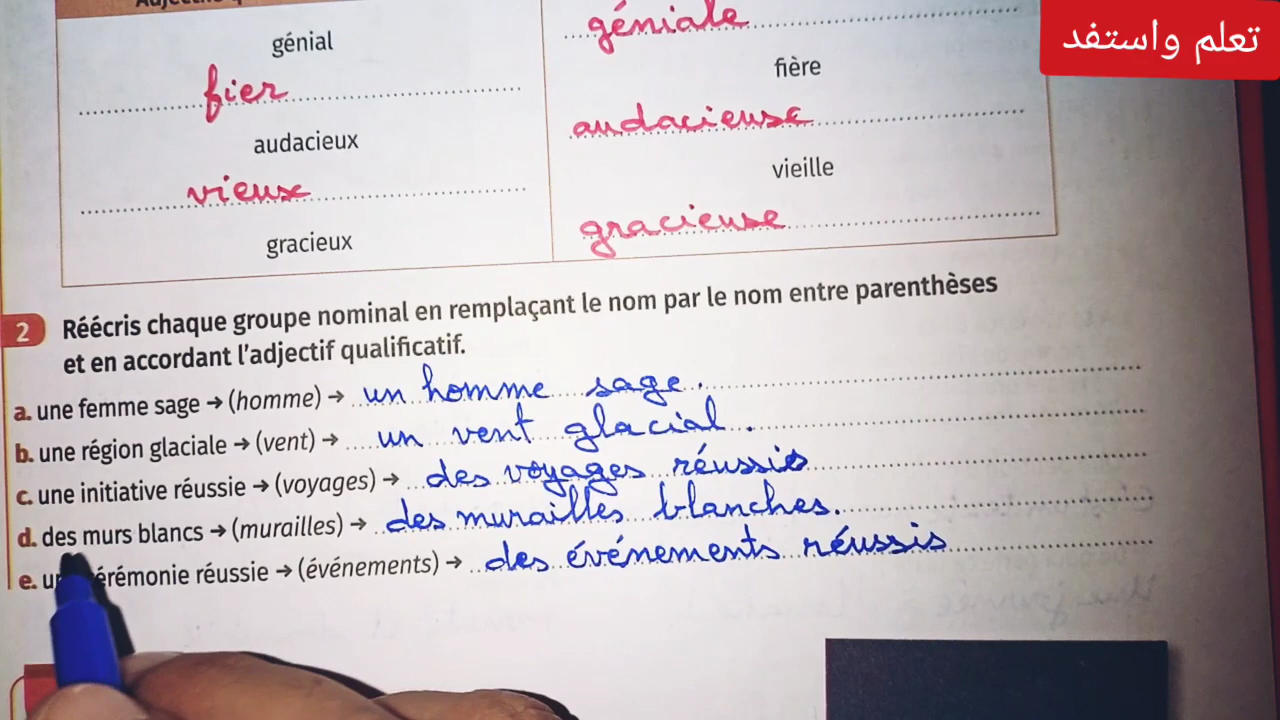 تعلم واستفد
génial
géniale
fier
fière
audacieux
audacieuse
vieux
vieille
gracieux
gracieuse
2 Réécris chaque groupe nominal en remplaçant le nom par le nom entre parenthèses
et en accordant l'adjectif qualificatif.
a. une femme sage → (homme) → un homme sage.
b. une région glaciale → (vent) → un vent glacial.
c. une initiative réussie → (voyages) → des voyages réussis
d. des murs blancs → (murailles) → des murailles blanches.
e. réussie → (événements) → des événements réussis